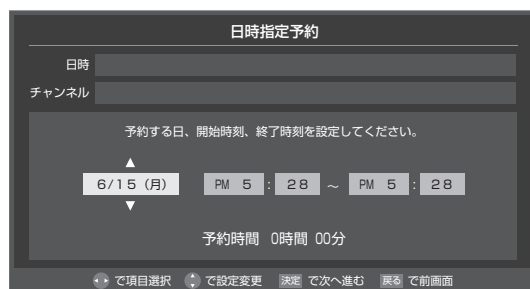 日時指定予約
日時
チャンネル
予約する日、開始時刻、終了時刻を設定してください。
6/15(月) PM 5:28 ～ PM 5:28
予約時間 0時間 00分
で項目選択 で設定変更 決定 で次へ進む 戻る で前画面